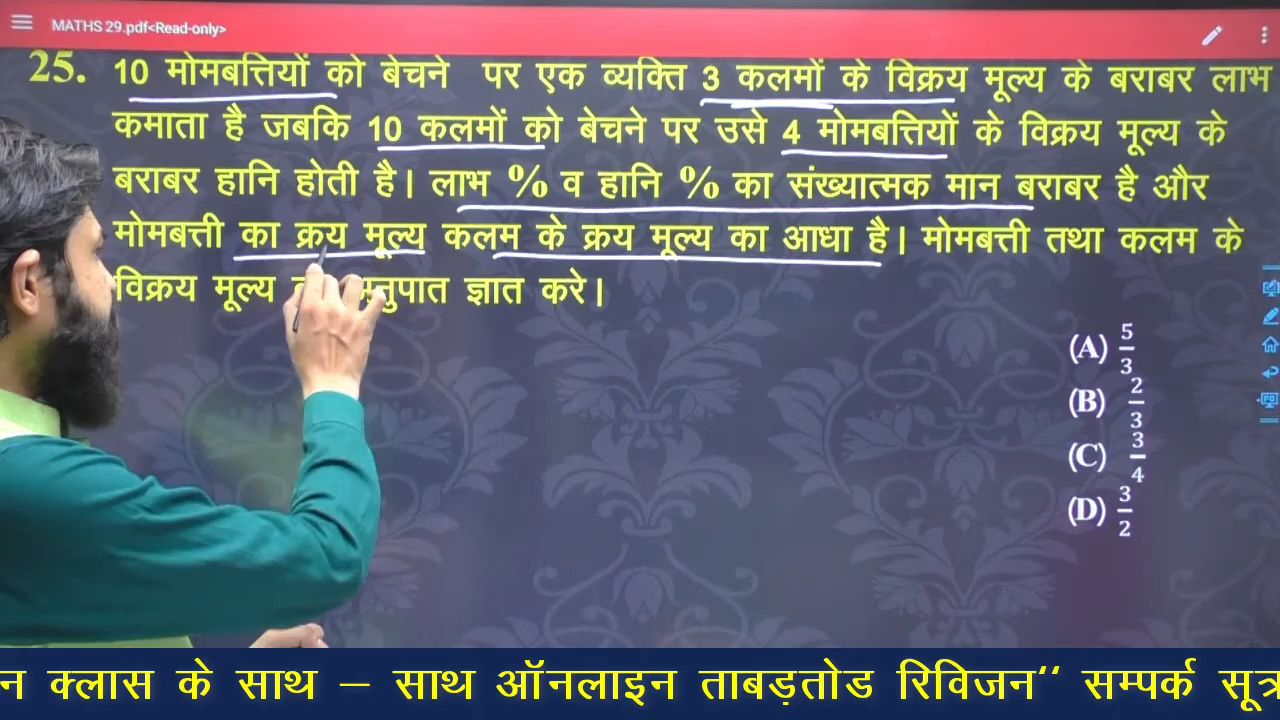 MATHS 29.pdf<Read-only>
25. 10 मोमबत्तियों को बेचने पर एक व्यक्ति 3 कलमों के विक्रय मूल्य के बराबर लाभ
कमाता है जबकि 10 कलमों को बेचने पर उसे 4 मोमबत्तियों के विक्रय मूल्य के
बराबर हानि होती है। लाभ % व हानि % का संख्यात्मक मान बराबर है और
मोमबत्ती का क्रय मूल्य कलम के क्रय मूल्य का आधा है। मोमबत्ती तथा कलम के
विक्रय मूल्य अनुपात ज्ञात करे।
(A) 5/3
(B) 2/3
(C) 3/4
(D) 3/2
न क्लास के साथ – साथ ऑनलाइन ताबड़तोड रिविजन“ सम्पर्क सूत्र